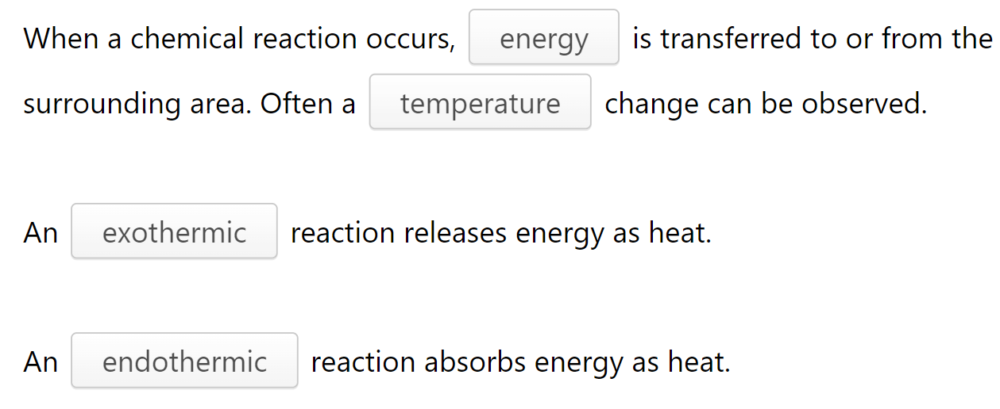 When a chemical reaction occurs, energy is transferred to or from the
surrounding area. Often a temperature change can be observed.
An exothermic reaction releases energy as heat.
An endothermic reaction absorbs energy as heat.